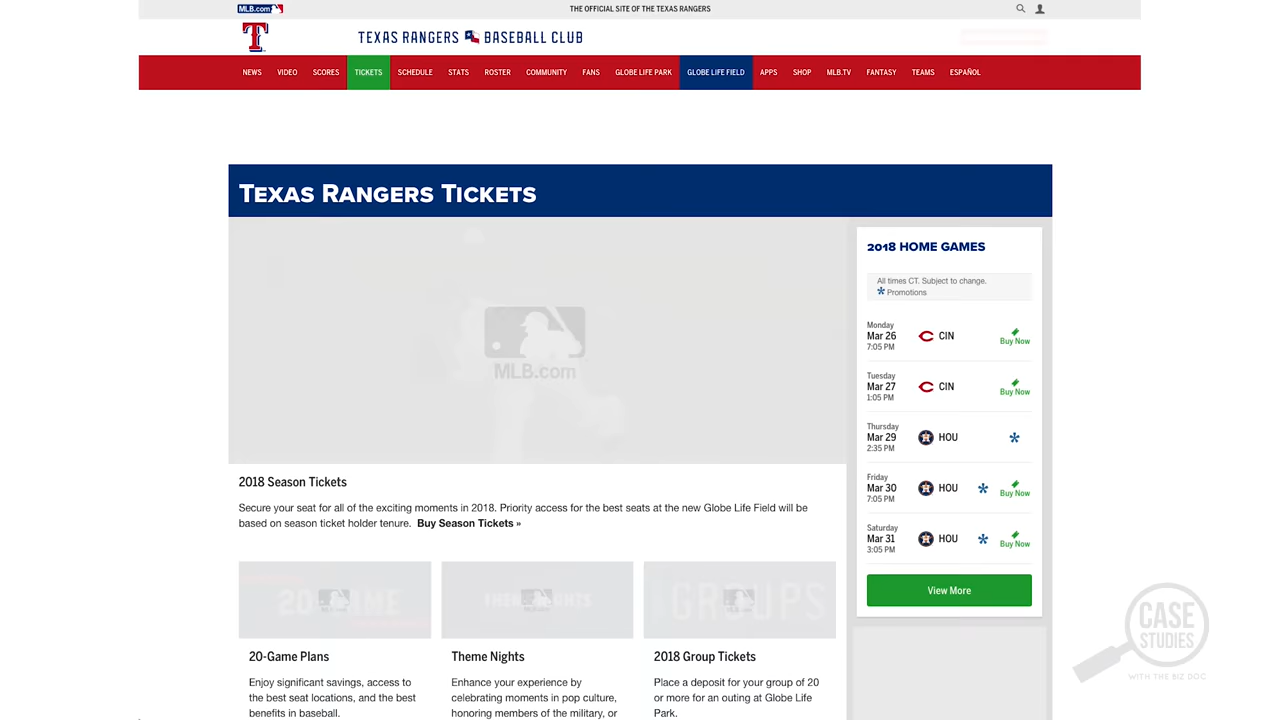 MLB.com
THE OFFICIAL SITE OF THE TEXAS RANGERS
T
TEXAS RANGERS BASEBALL CLUB
NEWS VIDEO SCORES TICKETS SCHEDULE STATS ROSTER COMMUNITY FANS GLOBE LIFE PARK GLOBE LIFE FIELD APPS SHOP MLB.TV FANTASY TEAMS ESPAÑOL
TEXAS RANGERS TICKETS
MLB.com
2018 Season Tickets
Secure your seat for all of the exciting moments in 2018. Priority access for the best seats at the new Globe Life Field will be
based on season ticket holder tenure. Buy Season Tickets »
20-Game Plans
Enjoy significant savings, access to
the best seat locations, and the best
benefits in baseball.
Theme Nights
Enhance your experience by
celebrating moments in pop culture,
honoring members of the military, or
GROUPS
2018 Group Tickets
Place a deposit for your group of 20
or more for an outing at Globe Life
Park.
2018 HOME GAMES
All times CT. Subject to change.
* Promotions
Monday
Mar 26 CIN
7:05 PM
Buy Now
Tuesday
Mar 27 CIN
1:05 PM
Buy Now
Thursday
Mar 29 HOU *
2:35 PM
Friday
Mar 30 HOU *
7:05 PM
Buy Now
Saturday
Mar 31 HOU *
3:05 PM
Buy Now
View More
CASE
STUDIES
WITH THE BIZ DOC